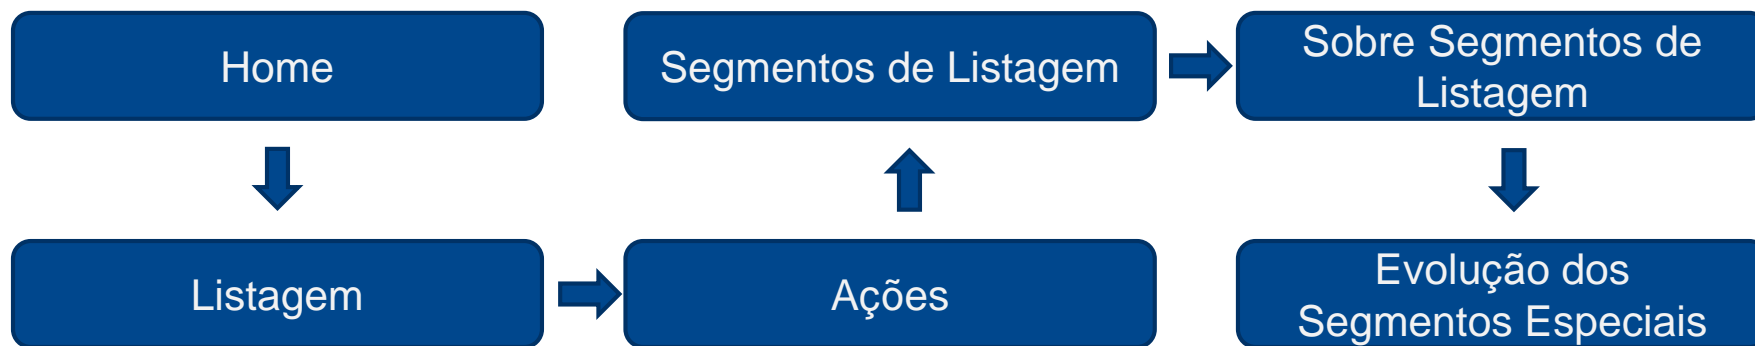 Home
Segmentos de Listagem
Sobre Segmentos de
Listagem
Listagem
Ações
Evolução dos
Segmentos Especiais